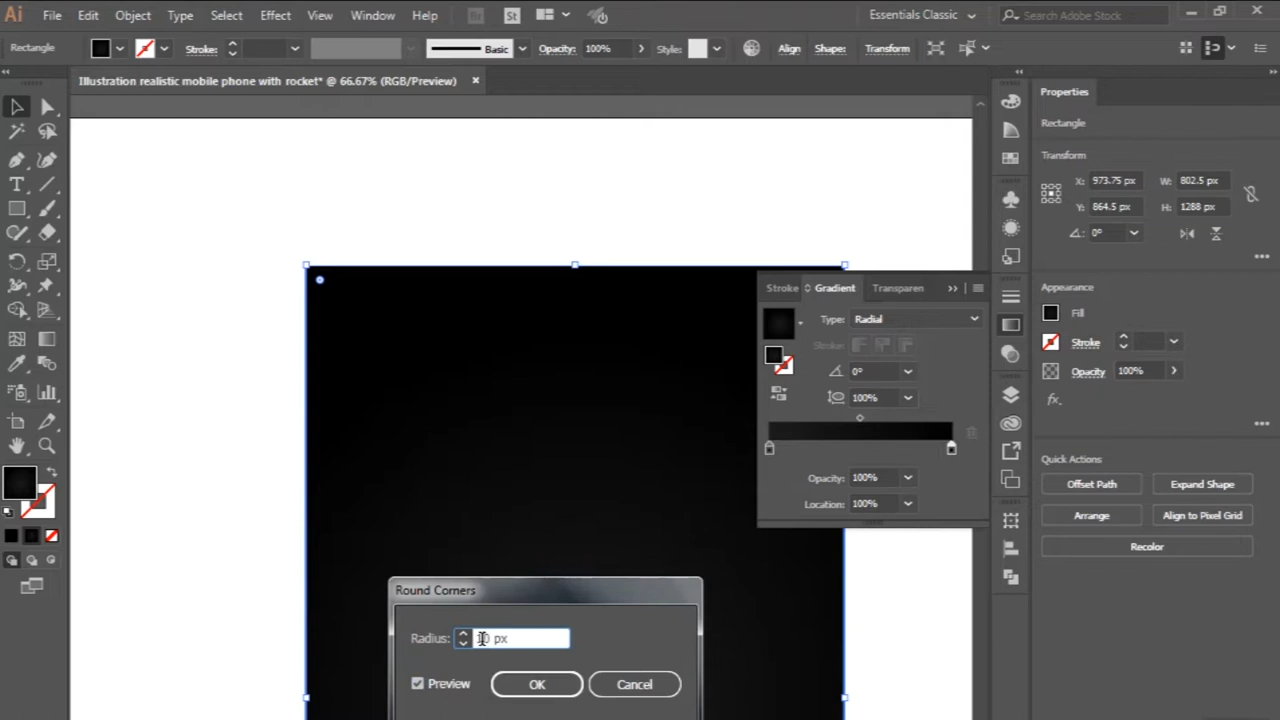 Ai File Edit Object Type Select Effect View Window Help Br St Essentials Classic Search Adobe Stock
Rectangle Stroke: Basic Opacity: 100% Style: Align Shape: Transform
Illustration realistic mobile phone with rocket* @ 66.67% (RGB/Preview)
Properties
Rectangle
Transform
X: 973.75 px W: 802.5 px
Y: 864.5 px H: 1288 px
0°
Appearance
Fill
Stroke
Opacity 100%
fx.
Quick Actions
Offset Path Expand Shape
Arrange Align to Pixel Grid
Recolor
Stroke Gradient Transparen
Type: Radial
Stroke:
0°
100%
Opacity: 100%
Location: 100%
Round Corners
Radius: px
Preview OK Cancel